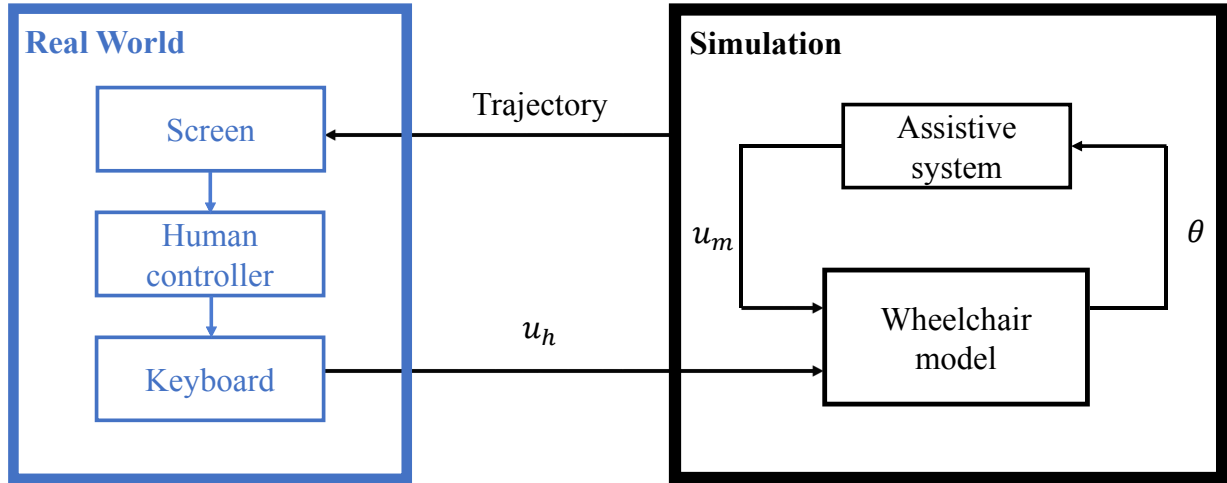 Real World
Screen
Human
controller
Keyboard
Trajectory
u_h
Simulation
Assistive
system
u_m
θ
Wheelchair
model